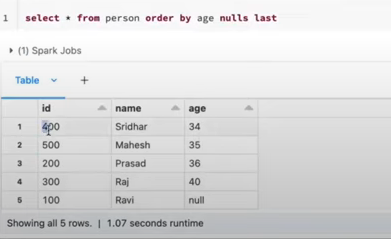 1 select * from person order by age nulls last
(1) Spark Jobs
Table +
id name age
1 400 Sridhar 34
2 500 Mahesh 35
3 200 Prasad 36
4 300 Raj 40
5 100 Ravi null
Showing all 5 rows. | 1.07 seconds runtime